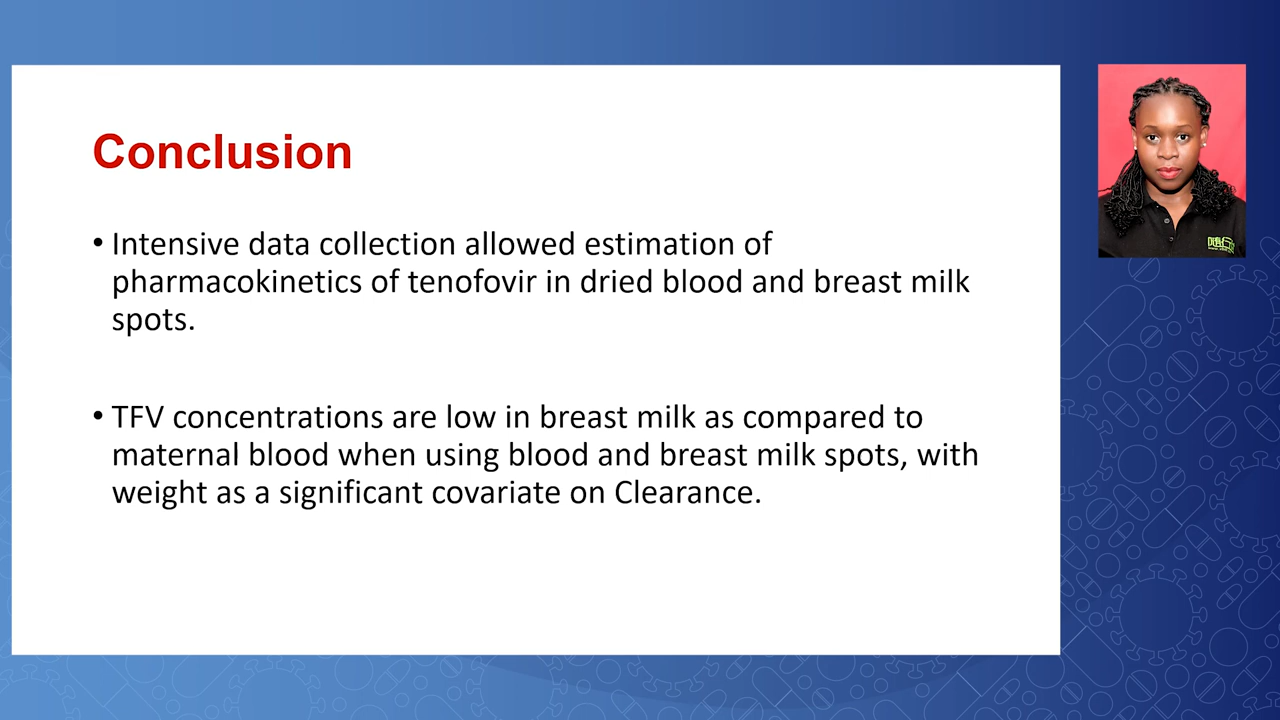 Conclusion
• Intensive data collection allowed estimation of
pharmacokinetics of tenofovir in dried blood and breast milk
spots.
• TFV concentrations are low in breast milk as compared to
maternal blood when using blood and breast milk spots, with
weight as a significant covariate on Clearance.